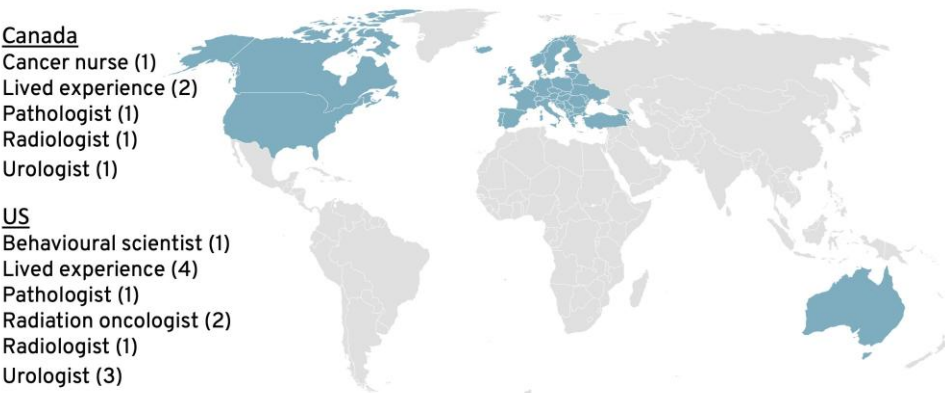 Canada
Cancer nurse (1)
Lived experience (2)
Pathologist (1)
Radiologist (1)
Urologist (1)
US
Behavioural scientist (1)
Lived experience (4)
Pathologist (1)
Radiation oncologist (2)
Radiologist (1)
Urologist (3)